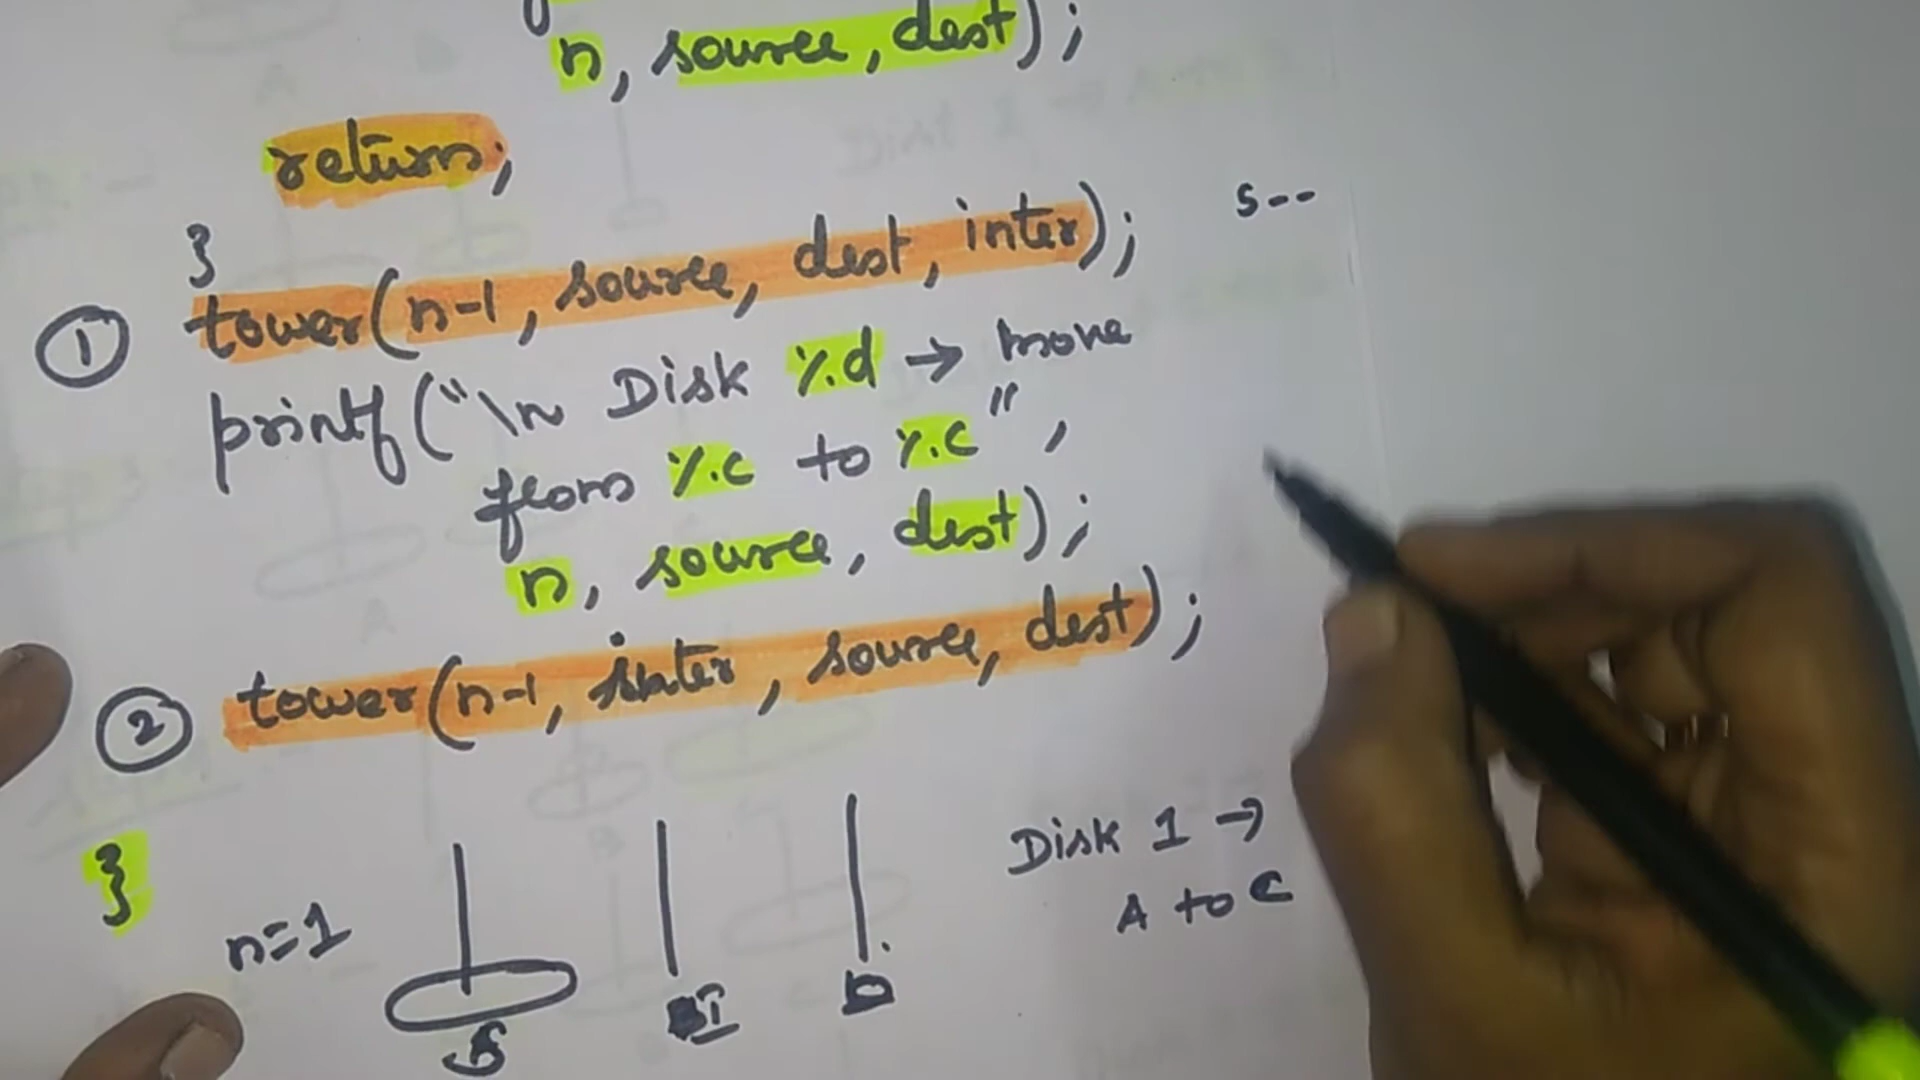 n, source, dest);
return;
}
s--
① tower(n-1, source, dest, inter);
printf("\n Disk %d → move
from %c to %c",
n, source, dest);
② tower(n-1, inter, source, dest);
}
n=1
Disk 1 →
A to C
S
I
D